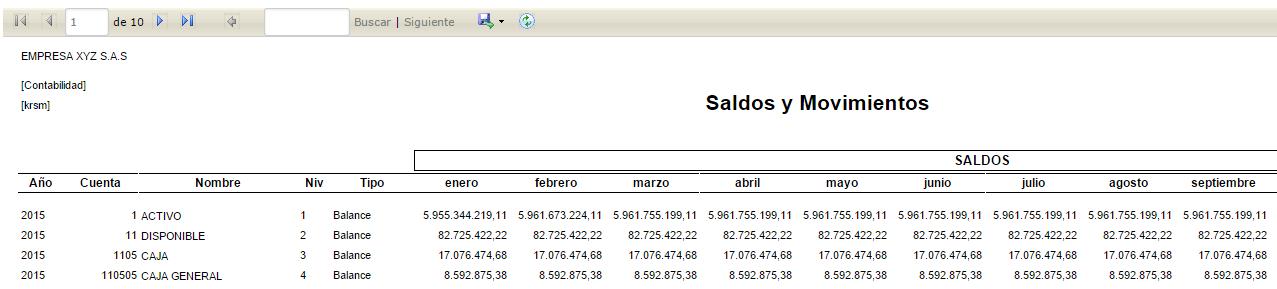 1 de 10 Buscar | Siguiente
EMPRESA XYZ S.A.S
[Contabilidad]
[krsm]
Saldos y Movimientos
SALDOS
Año Cuenta Nombre Niv Tipo enero febrero marzo abril mayo junio julio agosto septiembre
2015 1 ACTIVO 1 Balance 5.955.344.219,11 5.961.673.224,11 5.961.755.199,11 5.961.755.199,11 5.961.755.199,11 5.961.755.199,11 5.961.755.199,11 5.961.755.199,11 5.961.755.199,11
2015 11 DISPONIBLE 2 Balance 82.725.422,22 82.725.422,22 82.725.422,22 82.725.422,22 82.725.422,22 82.725.422,22 82.725.422,22 82.725.422,22 82.725.422,22
2015 1105 CAJA 3 Balance 17.076.474,68 17.076.474,68 17.076.474,68 17.076.474,68 17.076.474,68 17.076.474,68 17.076.474,68 17.076.474,68 17.076.474,68
2015 110505 CAJA GENERAL 4 Balance 8.592.875,38 8.592.875,38 8.592.875,38 8.592.875,38 8.592.875,38 8.592.875,38 8.592.875,38 8.592.875,38 8.592.875,38